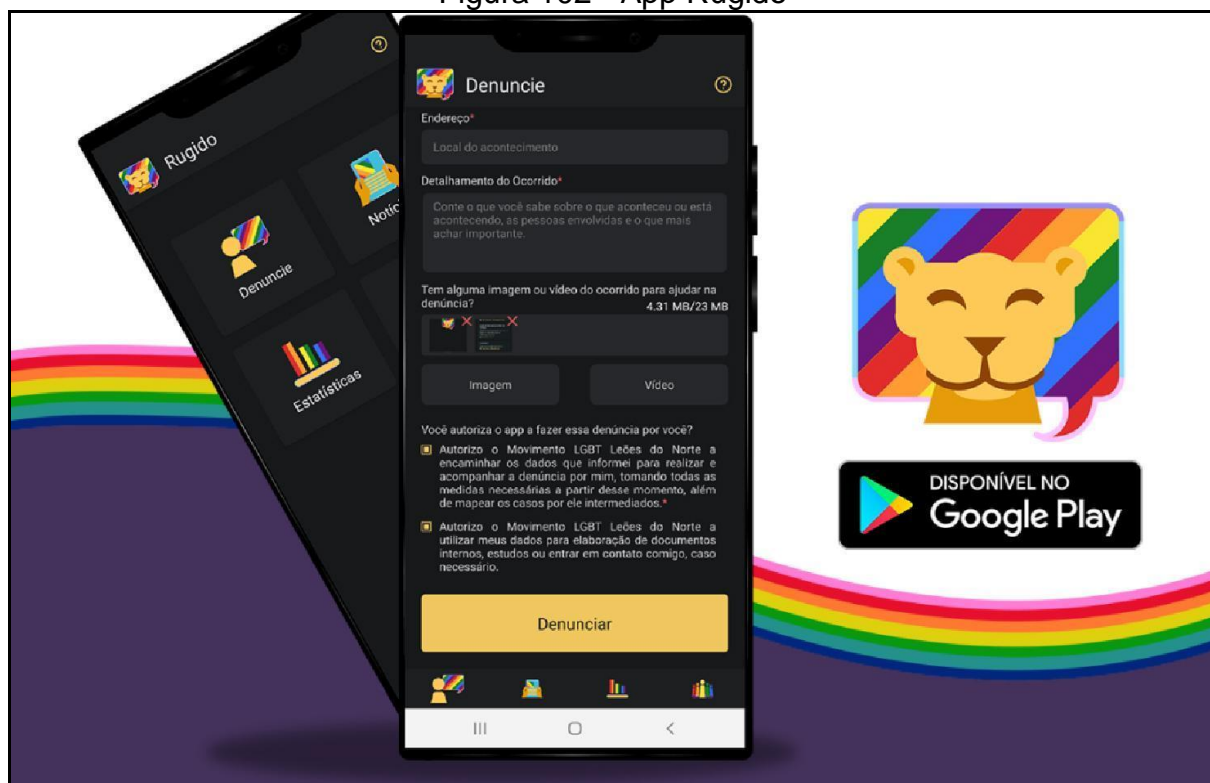 Rugido
Denuncie
Estatísticas
Denuncie
Endereço*
Local do acontecimento
Detalhamento do Ocorrido*
Conte o que você sabe sobre o que aconteceu ou está
acontecendo, as pessoas envolvidas e o que mais
achar importante.
Tem alguma imagem ou vídeo do ocorrido para ajudar na
denúncia?
4.31 MB/23 MB
Imagem
Vídeo
Você autoriza o app a fazer essa denúncia por você?
Autorizo o Movimento LGBT Leões do Norte a
encaminhar os dados que informei para realizar e
acompanhar a denúncia por mim, tomando todas as
medidas necessárias a partir desse momento, além
de mapear os casos por ele intermediados.*
Autorizo o Movimento LGBT Leões do Norte a
utilizar meus dados para elaboração de documentos
internos, estudos ou entrar em contato comigo, caso
necessário.
Denunciar
DISPONÍVEL NO
Google Play